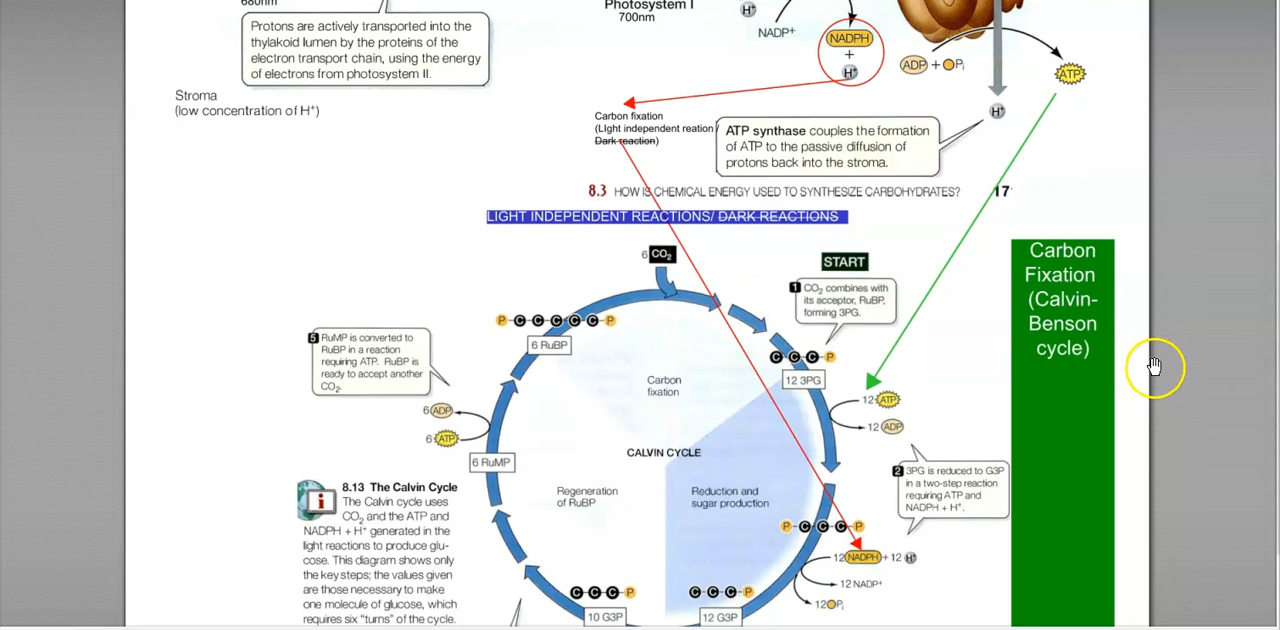 680nm
Photosystem I
700nm
Protons are actively transported into the
thylakoid lumen by the proteins of the
electron transport chain, using the energy
of electrons from photosystem II.
H+
NADP+
NADPH
+
H+
ADP + Pi
ATP
H+
Stroma
(low concentration of H+)
Carbon fixation
(LIght independent reation /
Dark reaction)
ATP synthase couples the formation
of ATP to the passive diffusion of
protons back into the stroma.
8.3 HOW IS CHEMICAL ENERGY USED TO SYNTHESIZE CARBOHYDRATES? 17
LIGHT INDEPENDENT REACTIONS/ DARK REACTIONS
6 CO2
START
1 CO2 combines with
its acceptor, RuBP,
forming 3PG.
Carbon
Fixation
(Calvin-
Benson
cycle)
P C C C C C P
6 RuBP
5 RuMP is converted to
RuBP in a reaction
requiring ATP. RuBP is
ready to accept another
CO2.
C C C P
12 3PG
Carbon
fixation
12 ATP
12 ADP
6 ADP
6 ATP
6 RuMP
CALVIN CYCLE
2 3PG is reduced to G3P
in a two-step reaction
requiring ATP and
NADPH + H+.
Regeneration
of RuBP
Reduction and
sugar production
8.13 The Calvin Cycle
i
The Calvin cycle uses
CO2 and the ATP and
NADPH + H+ generated in the
light reactions to produce glu-
cose. This diagram shows only
the key steps; the values given
are those necessary to make
one molecule of glucose, which
requires six "turns" of the cycle.
P C C C P
12 NADPH + 12 H+
12 NADP+
12 Pi
C C C P
10 G3P
C C C P
12 G3P